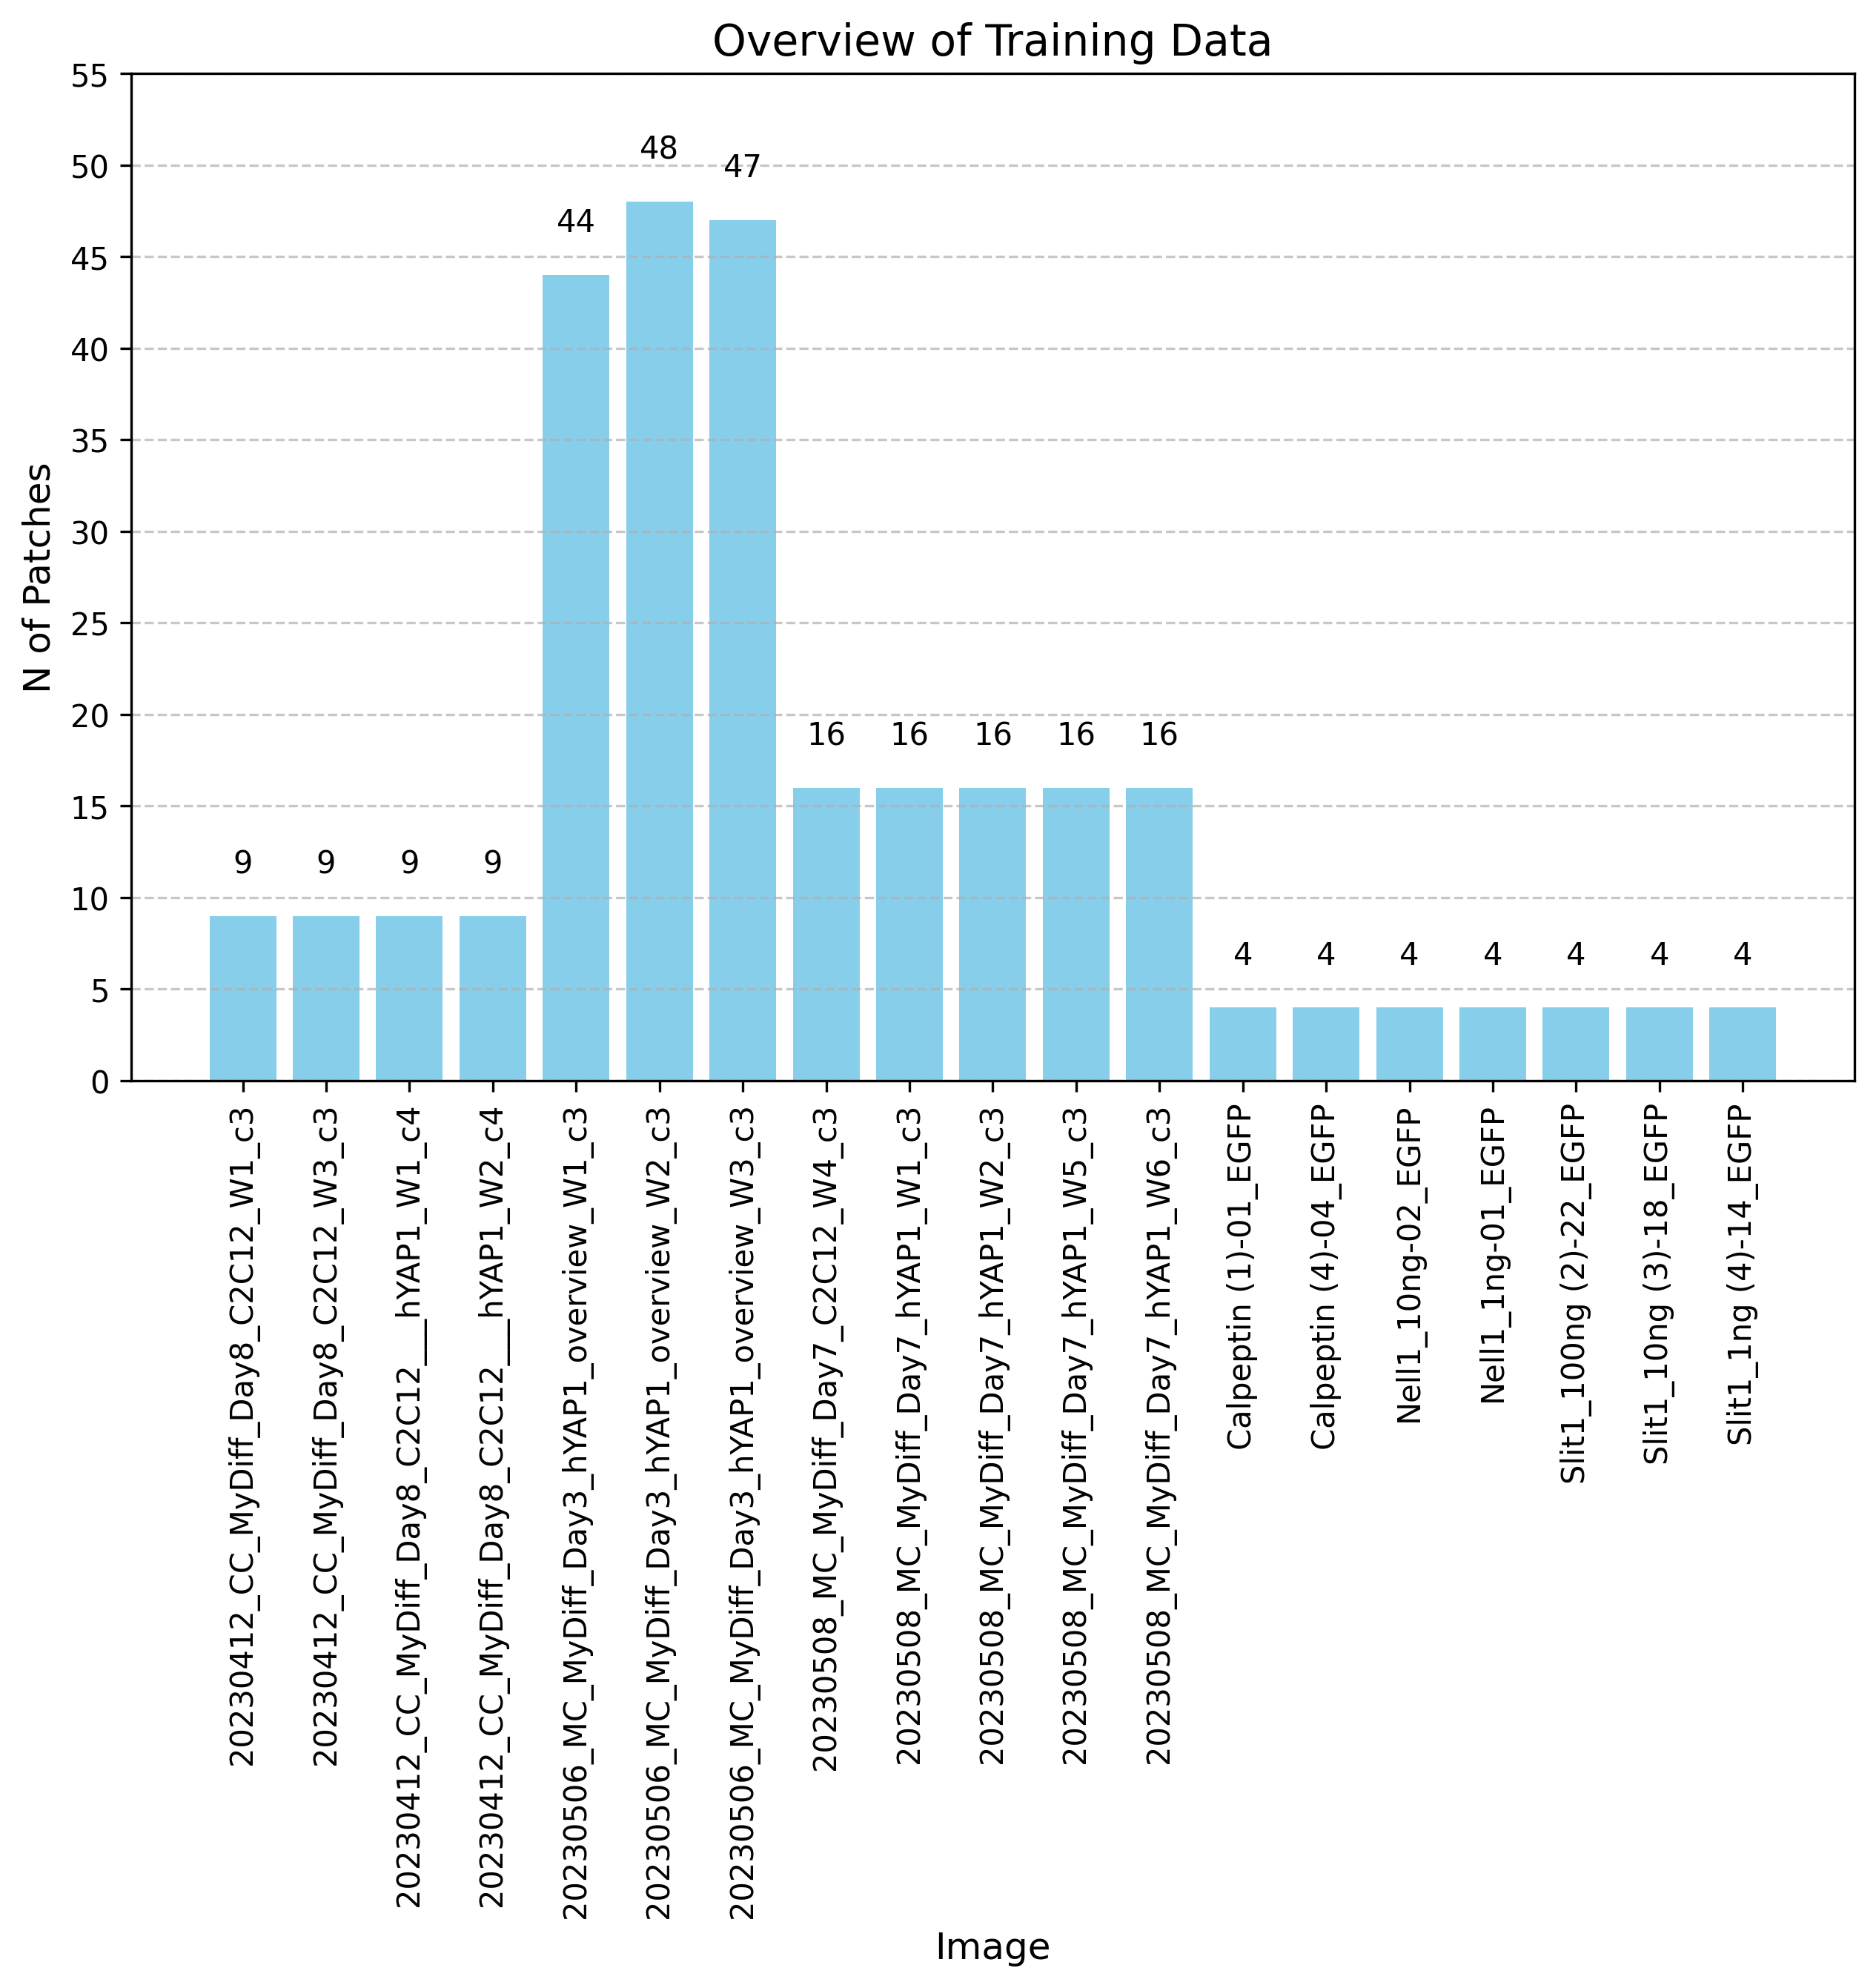 Overview of Training Data
N of Patches
55
50
45
40
35
30
25
20
15
10
5
0
9
9
9
9
44
48
47
16
16
16
16
16
4
4
4
4
4
4
4
20230412_CC_MyDiff_Day8_C2C12_W1_c3
20230412_CC_MyDiff_Day8_C2C12_W3_c3
20230412_CC_MyDiff_Day8_C2C12___hYAP1_W1_c4
20230412_CC_MyDiff_Day8_C2C12___hYAP1_W2_c4
20230506_MC_MyDiff_Day3_hYAP1_overview_W1_c3
20230506_MC_MyDiff_Day3_hYAP1_overview_W2_c3
20230506_MC_MyDiff_Day3_hYAP1_overview_W3_c3
20230508_MC_MyDiff_Day7_C2C12_W4_c3
20230508_MC_MyDiff_Day7_hYAP1_W1_c3
20230508_MC_MyDiff_Day7_hYAP1_W2_c3
20230508_MC_MyDiff_Day7_hYAP1_W5_c3
20230508_MC_MyDiff_Day7_hYAP1_W6_c3
Calpeptin (1)-01_EGFP
Calpeptin (4)-04_EGFP
Nell1_10ng-02_EGFP
Nell1_1ng-01_EGFP
Slit1_100ng (2)-22_EGFP
Slit1_10ng (3)-18_EGFP
Slit1_1ng (4)-14_EGFP
Image